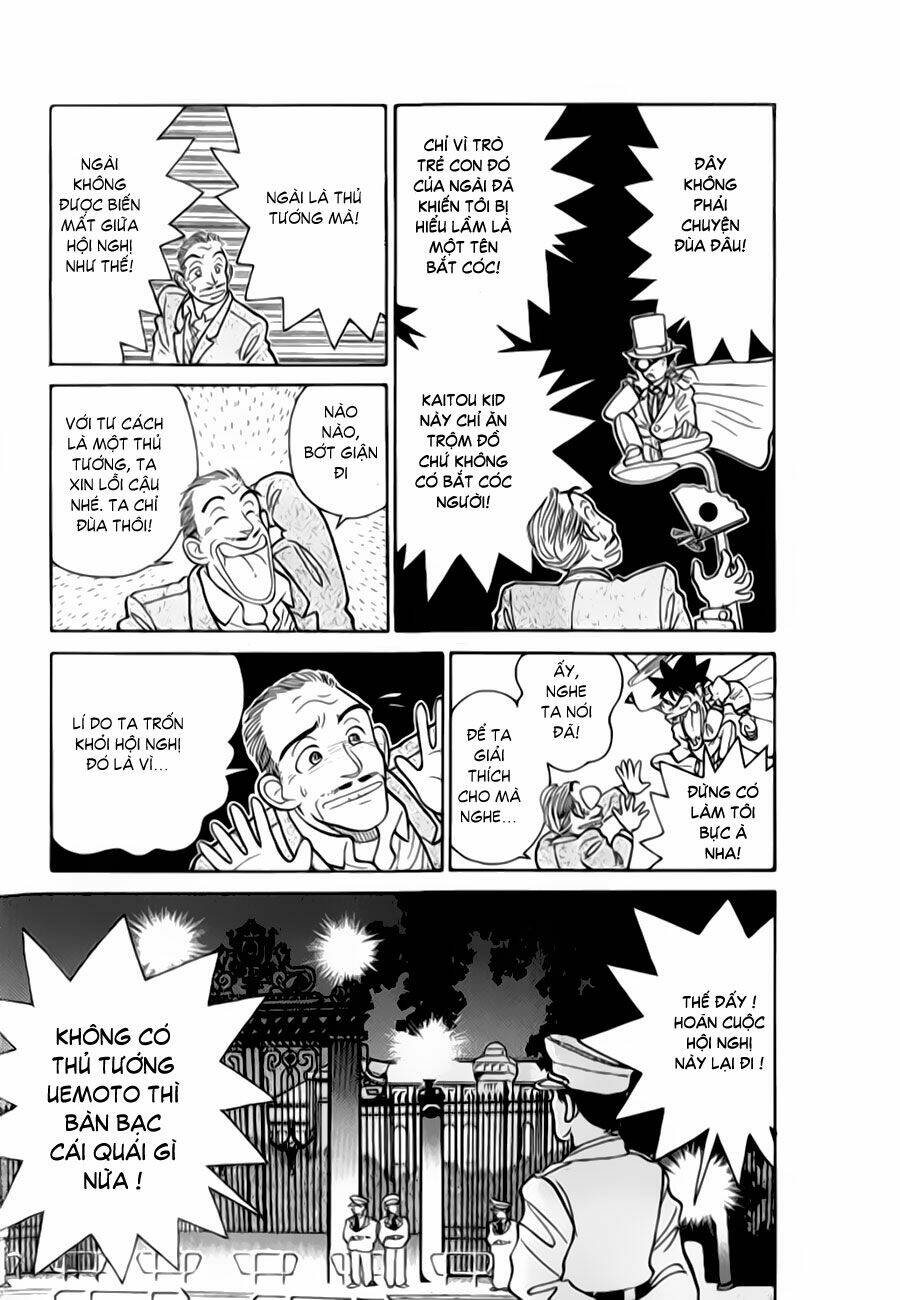 ĐÂY
KHÔNG
PHẢI
CHUYỆN
ĐÙA ĐÂU!
CHỈ VÌ TRÒ
TRẺ CON ĐÓ
CỦA NGÀI ĐÃ
KHIẾN TÔI BỊ
HIỂU LẦM LÀ
MỘT TÊN
BẮT CÓC!
KAITOU KID
NÀY CHỈ ĂN
TRỘM ĐỒ
CHỨ KHÔNG
CÓ BẮT CÓC
NGƯỜI!
NGÀI LÀ THỦ
TƯỚNG MÀ!
NGÀI
KHÔNG
ĐƯỢC BIẾN
MẤT GIỮA
HỘI NGHỊ
NHƯ THẾ!
NÀO
NÀO,
BỚT GIẬN
ĐI
VỚI TƯ CÁCH
LÀ MỘT THỦ
TƯỚNG, TA
XIN LỖI CẬU
NHÉ. TA CHỈ
ĐÙA THÔI!
ĐỪNG CÓ
LÀM TÔI
BỰC À
NHA!
ẤY,
NGHE
TA NÓI
ĐÃ!
ĐỂ TA
GIẢI
THÍCH
CHO MÀ
NGHE...
LÍ DO TA TRỐN
KHỎI HỘI NGHỊ
ĐÓ LÀ VÌ...
THẾ ĐẤY !
HOÃN CUỘC
HỘI NGHỊ
NÀY LẠI ĐI !
KHÔNG CÓ
THỦ TƯỚNG
UEMOTO THÌ
BÀN BẠC
CÁI QUÁI GÌ
NỮA !